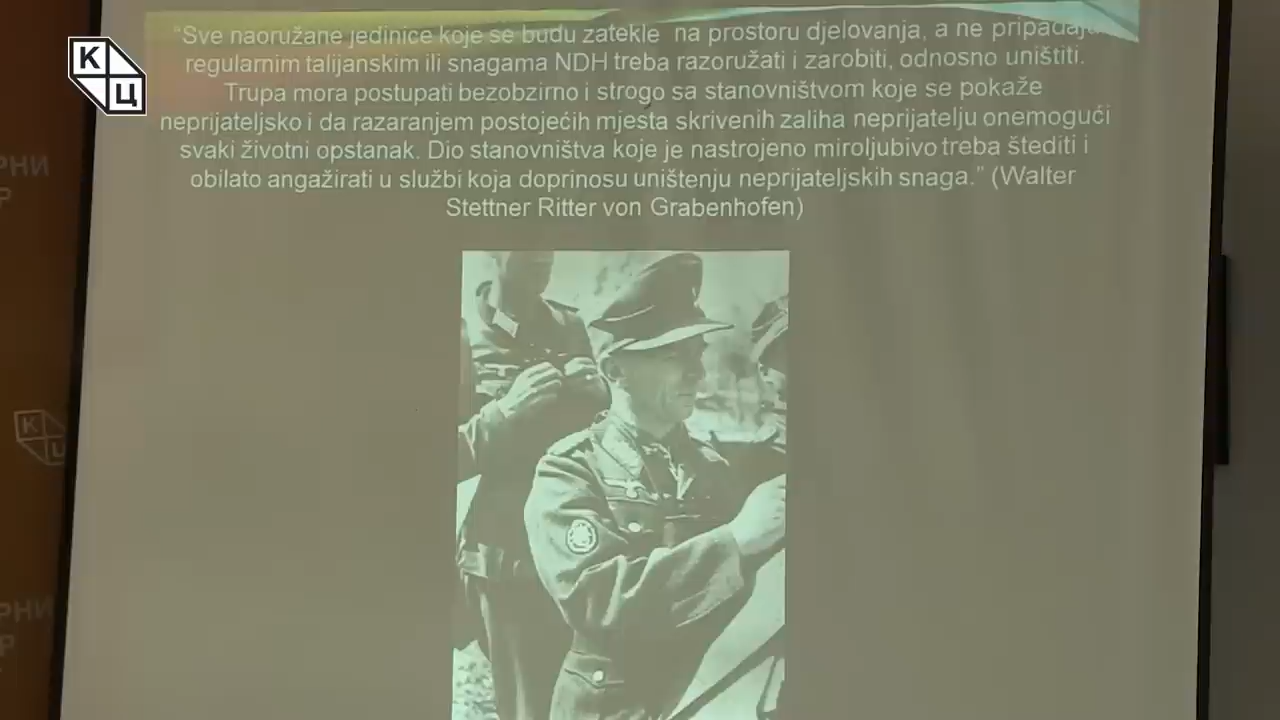 К
Ц
“Sve naoružane jedinice koje se budu zatekle na prostoru djelovanja, a ne pripadaju
regularnim talijanskim ili snagama NDH treba razoružati i zarobiti, odnosno uništiti.
Trupa mora postupati bezobzirno i strogo sa stanovništvom koje se pokaže
neprijateljsko i da razaranjem postojećih mjesta skrivenih zaliha neprijatelju onemogući
svaki životni opstanak. Dio stanovništva koje je nastrojeno miroljubivo treba štediti i
obilato angažirati u službi koja doprinosu uništenju neprijateljskih snaga.” (Walter
Stettner Ritter von Grabenhofen)
РНИ
Р
К
Ц
РНИ
Р